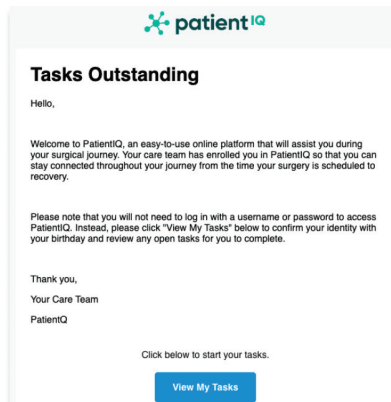 patient IQ
Tasks Outstanding
Hello,
Welcome to PatientIQ, an easy-to-use online platform that will assist you during
your surgical journey. Your care team has enrolled you in PatientIQ so that you can
stay connected throughout your journey from the time your surgery is scheduled to
recovery.
Please note that you will not need to log in with a username or password to access
PatientIQ. Instead, please click "View My Tasks" below to confirm your identity with
your birthday and review any open tasks for you to complete.
Thank you,
Your Care Team
PatientQ
Click below to start your tasks.
View My Tasks